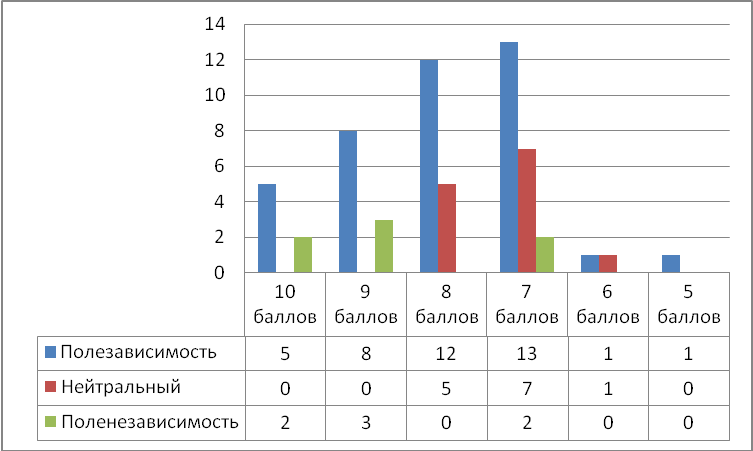 14
12
10
8
6
4
2
0
10 9 8 7 6 5
баллов баллов баллов баллов баллов баллов
Полезависимость 5 8 12 13 1 1
Нейтральный 0 0 5 7 1 0
Поленезависимость 2 3 0 2 0 0